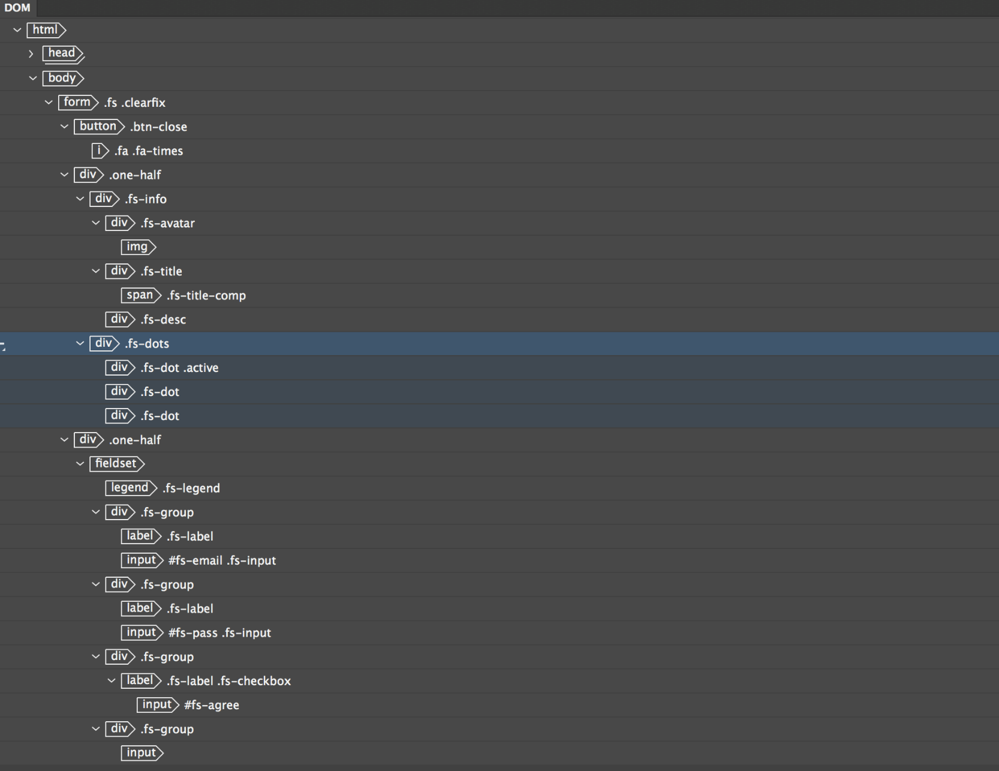 DOM
html
head
body
form .fs .clearfix
button .btn-close
i .fa .fa-times
div .one-half
div .fs-info
div .fs-avatar
img
div .fs-title
span .fs-title-comp
div .fs-desc
div .fs-dots
div .fs-dot .active
div .fs-dot
div .fs-dot
div .one-half
fieldset
legend .fs-legend
div .fs-group
label .fs-label
input #fs-email .fs-input
div .fs-group
label .fs-label
input #fs-pass .fs-input
div .fs-group
label .fs-label .fs-checkbox
input #fs-agree
div .fs-group
input